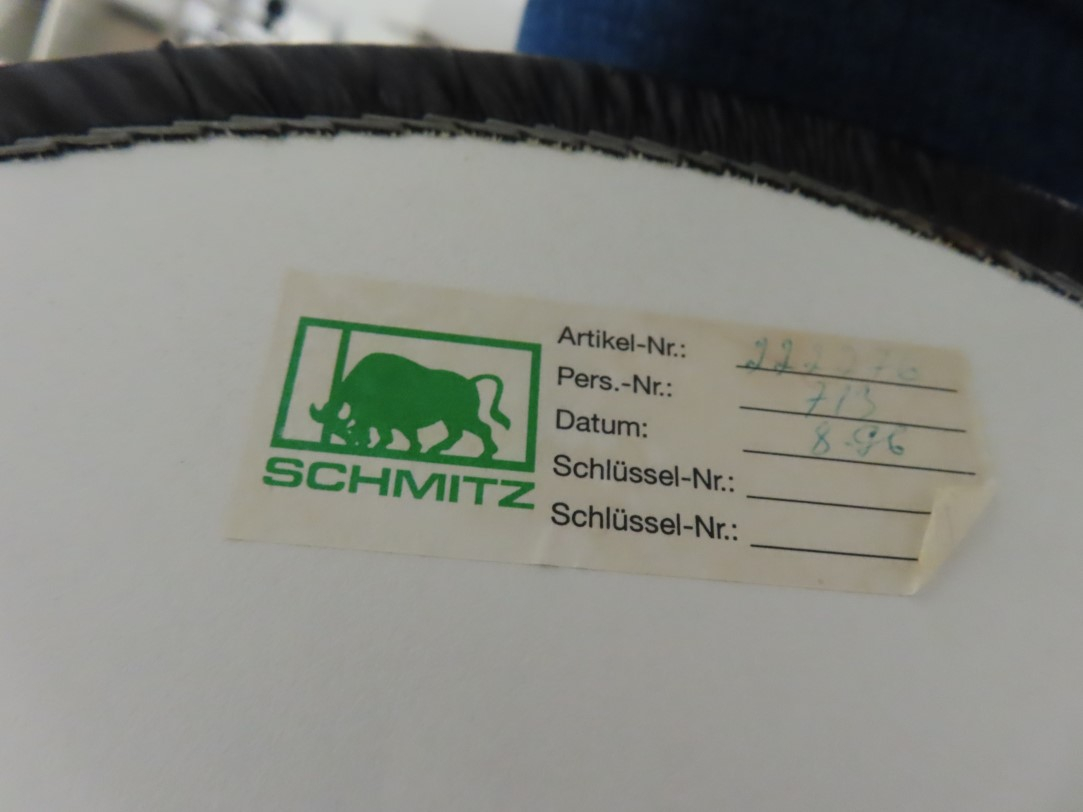 SCHMITZ
Artikel-Nr.:
Pers.-Nr.: 713
Datum: 8.96
Schlüssel-Nr.:
Schlüssel-Nr.: